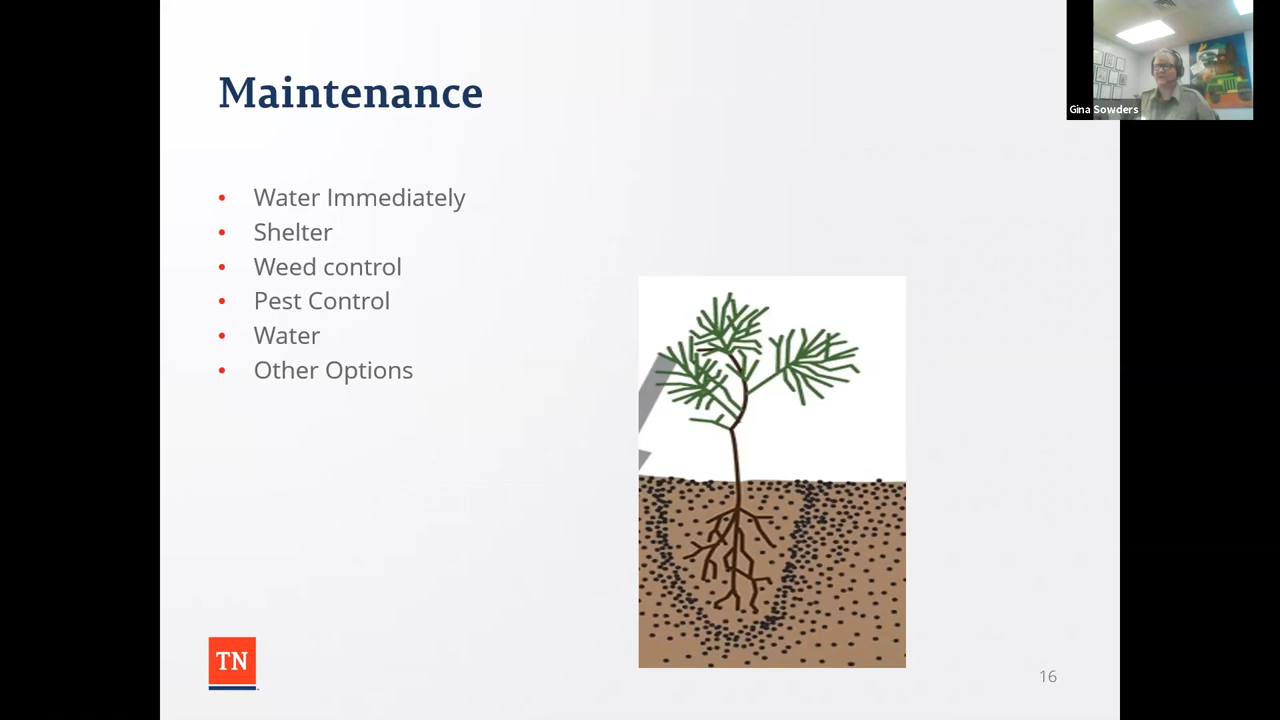 Maintenance
Gina Sowders
• Water Immediately
• Shelter
• Weed control
• Pest Control
• Water
• Other Options
TN
16